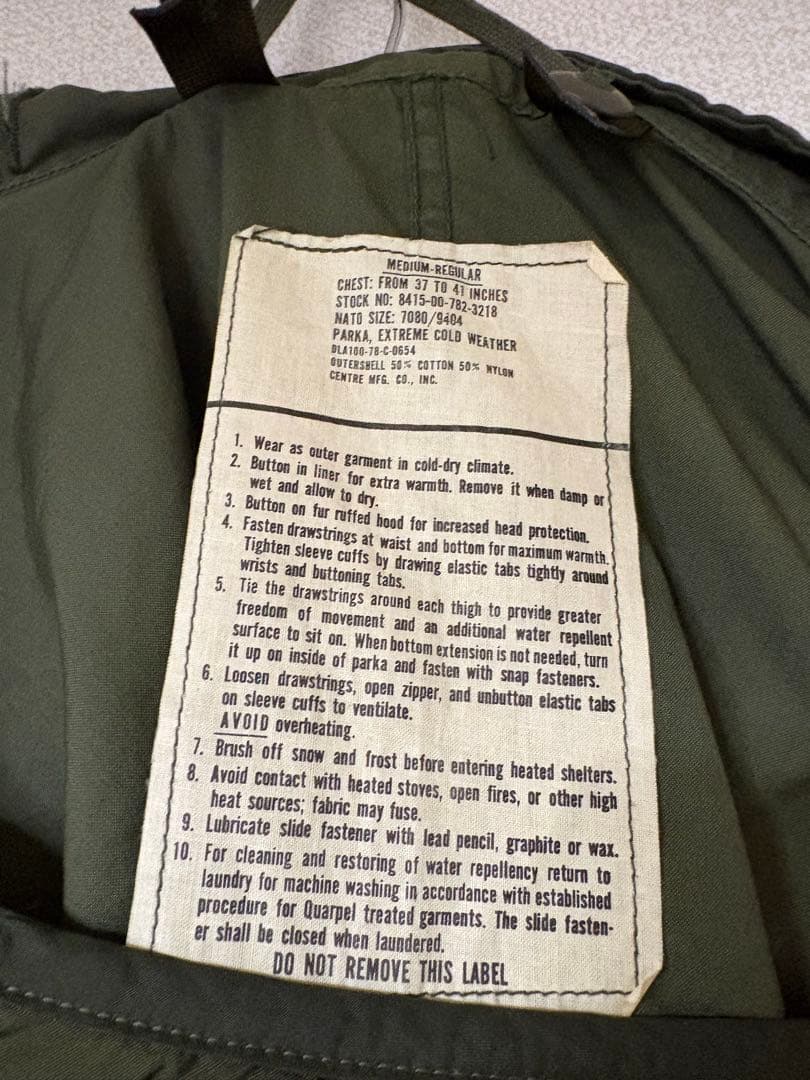 MEDIUM-REGULAR
CHEST: FROM 37 TO 41 INCHES
STOCK NO: 8415-00-782-3218
NATO SIZE: 7080/9404
PARKA, EXTREME COLD WEATHER
DLA100-78-C-0654
OUTERSHELL 50% COTTON 50% NYLON
CENTRE MFG. CO., INC.
1. Wear as outer garment in cold-dry climate.
2. Button in liner for extra warmth. Remove it when damp or
wet and allow to dry.
3. Button on fur ruffed hood for increased head protection.
4. Fasten drawstrings at waist and bottom for maximum warmth.
Tighten sleeve cuffs by drawing elastic tabs tightly around
wrists and buttoning tabs.
5. Tie the drawstrings around each thigh to provide greater
freedom of movement and an additional water repellent
surface to sit on. When bottom extension is not needed, turn
it up on inside of parka and fasten with snap fasteners.
6. Loosen drawstrings, open zipper, and unbutton elastic tabs
on sleeve cuffs to ventilate.
AVOID overheating.
7. Brush off snow and frost before entering heated shelters.
8. Avoid contact with heated stoves, open fires, or other high
heat sources; fabric may fuse.
9. Lubricate slide fastener with lead pencil, graphite or wax.
10. For cleaning and restoring of water repellency return to
laundry for machine washing in accordance with established
procedure for Quarpel treated garments. The slide fasten-
er shall be closed when laundered.
DO NOT REMOVE THIS LABEL